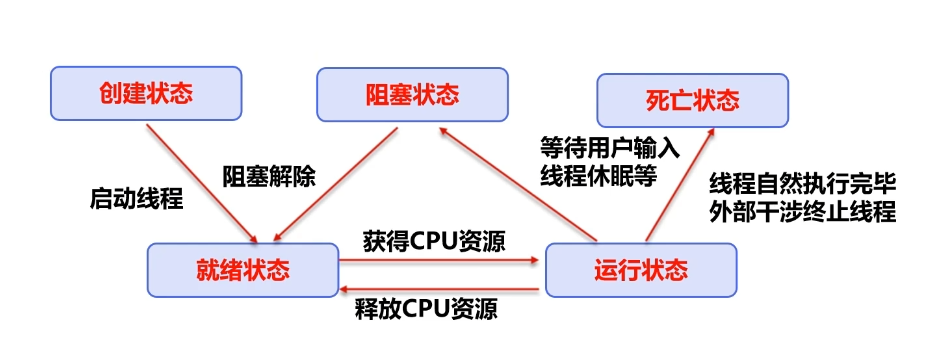 创建状态
阻塞状态
死亡状态
启动线程
阻塞解除
等待用户输入
线程休眠等
线程自然执行完毕
外部干涉终止线程
就绪状态
获得CPU资源
运行状态
释放CPU资源